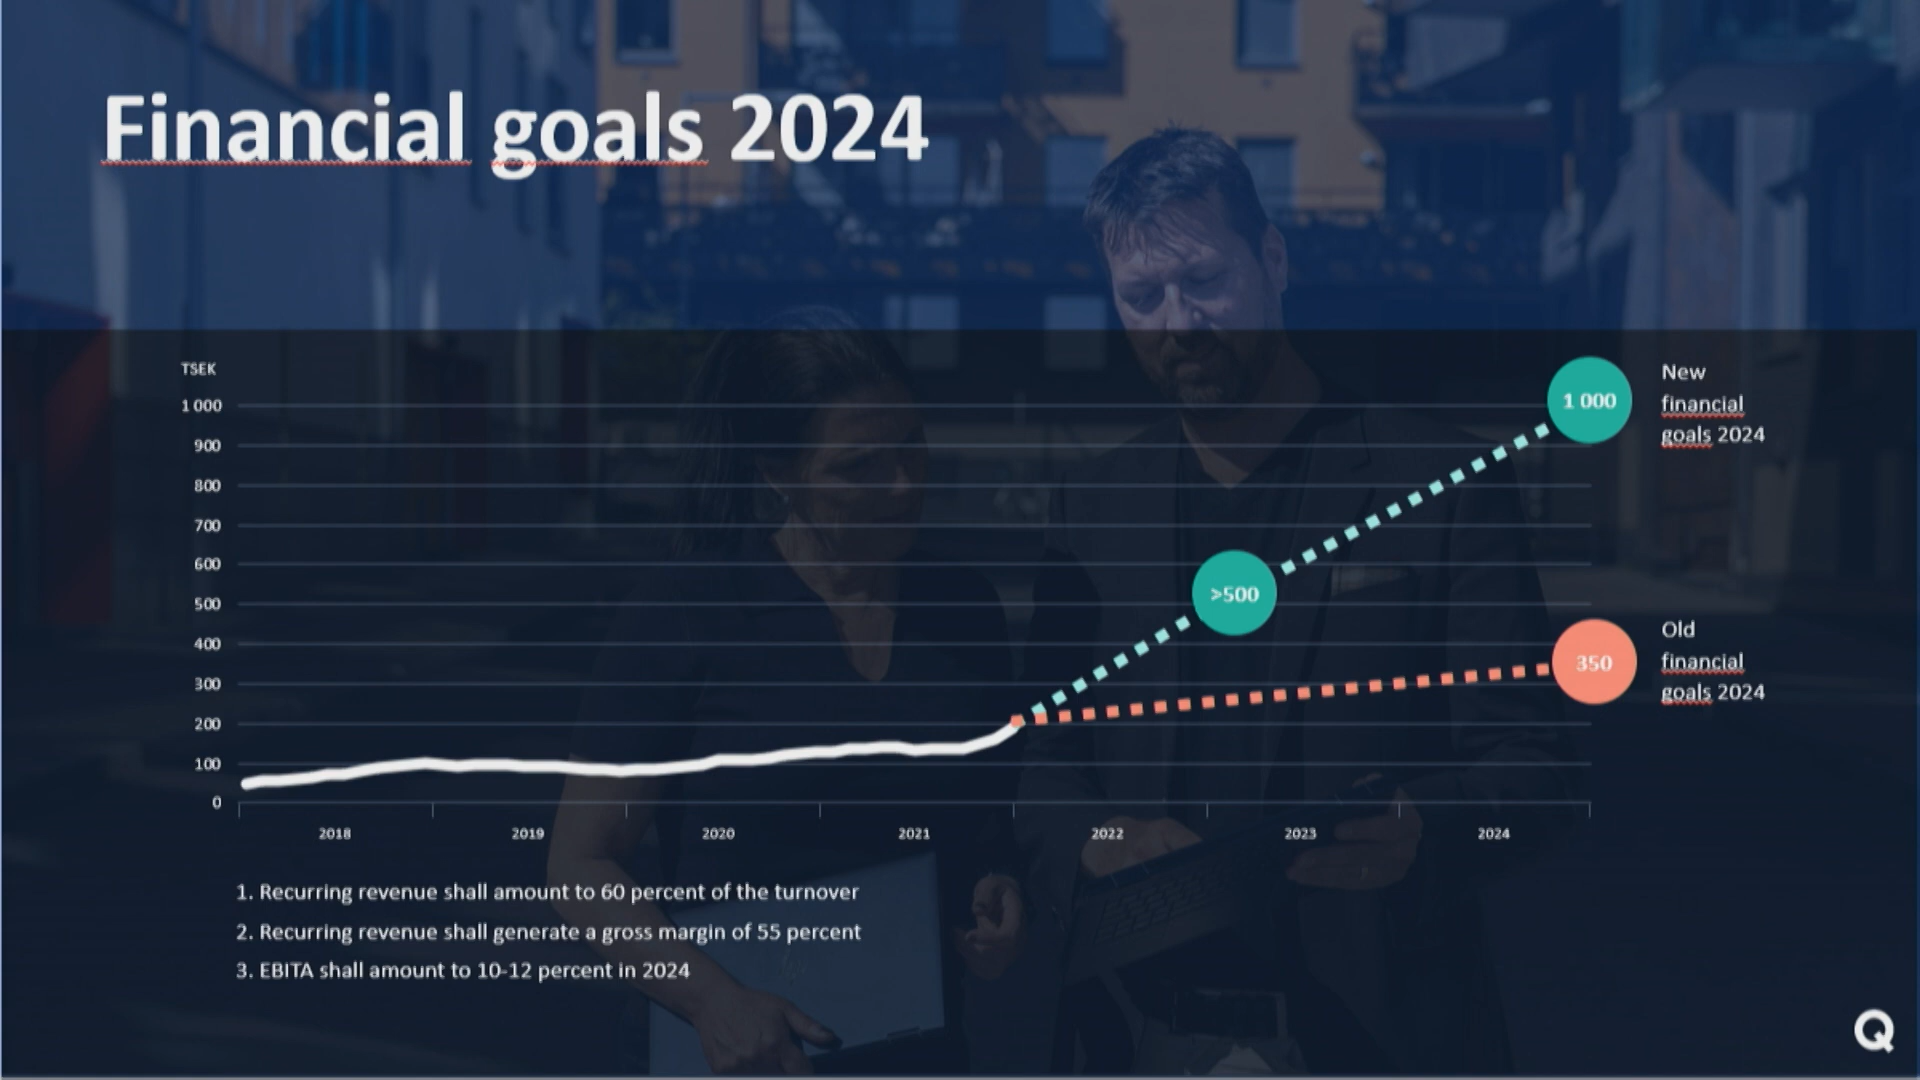 Financial goals 2024
TSEK
1 000
900
800
700
600
500
400
300
200
100
0
2018
2019
2020
2021
2022
2023
2024
1 000
>500
350
New
financial
goals 2024
Old
financial
goals 2024
1. Recurring revenue shall amount to 60 percent of the turnover
2. Recurring revenue shall generate a gross margin of 55 percent
3. EBITA shall amount to 10-12 percent in 2024
Q